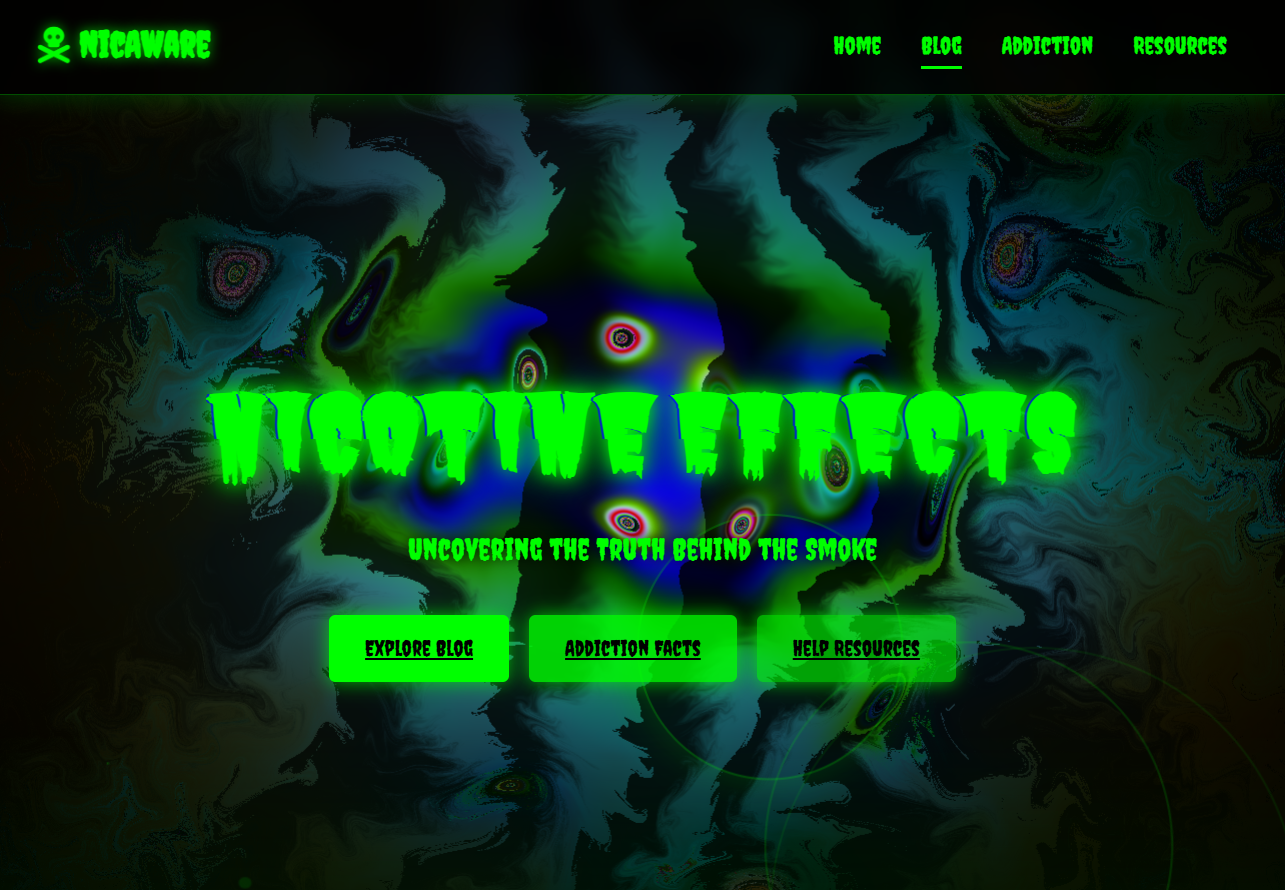 NICAWARE
HOME BLOG ADDICTION RESOURCES
NICOTINE EFFECTS
UNCOVERING THE TRUTH BEHIND THE SMOKE
EXPLORE BLOG ADDICTION FACTS HELP RESOURCES